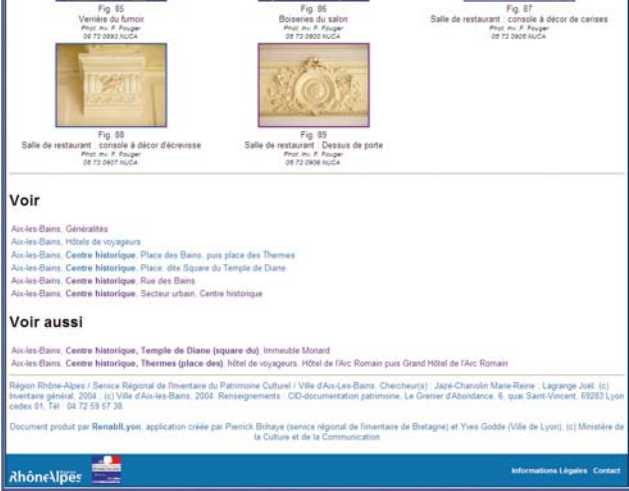 Fig. 85
Verrière du fumoir
Phot. Inv. F. Fouger
06 73 0893 NUCA
Fig. 86
Boiseries du salon
Phot. Inv. F. Fouger
06 73 0900 NUCA
Fig. 87
Salle de restaurant : console à décor de cerises
Phot. Inv. F. Fouger
06 73 0905 NUCA
Fig. 88
Salle de restaurant : console à décor d'écrevisse
Phot. Inv. F. Fouger
06 73 0907 NUCA
Fig. 89
Salle de restaurant : Dessus de porte
Phot. Inv. F. Fouger
06 73 0906 NUCA
Voir
Aix-les-Bains, Généralités
Aix-les-Bains, Hôtels de voyageurs
Aix-les-Bains, Centre historique, Place des Bains, puis place des Thermes
Aix-les-Bains, Centre historique, Place, dite Square du Temple de Diane
Aix-les-Bains, Centre historique, Rue des Bains
Aix-les-Bains, Centre historique, Secteur urbain, Centre historique
Voir aussi
Aix-les-Bains, Centre historique, Temple de Diane (square du), Immeuble Monard
Aix-les-Bains, Centre historique, Thermes (place des), hôtel de voyageurs, Hôtel de l'Arc Romain puis Grand Hôtel de l'Arc Romain
Région Rhône-Alpes / Service Régional de l'Inventaire du Patrimoine Culturel / Ville d'Aix-Les-Bains. Chercheur(s) : Jazé-Charvolin Marie-Reine ; Lagrange Joël. (c)
Inventaire général, 2004 ; (c) Ville d'Aix-les-Bains, 2004. Renseignements : CID-documentation patrimoine, Le Grenier d'Abondance, 6, quai Saint-Vincent, 69283 Lyon
cedex 01, Tél : 04 72 59 57 38
Document produit par RenablLyon, application créée par Pierrick Brihaye (service régional de l'inventaire de Bretagne) et Yves Godde (Ville de Lyon), (c) Ministère de
la Culture et de la Communication
RhôneAlpes
Informations Légales Contact